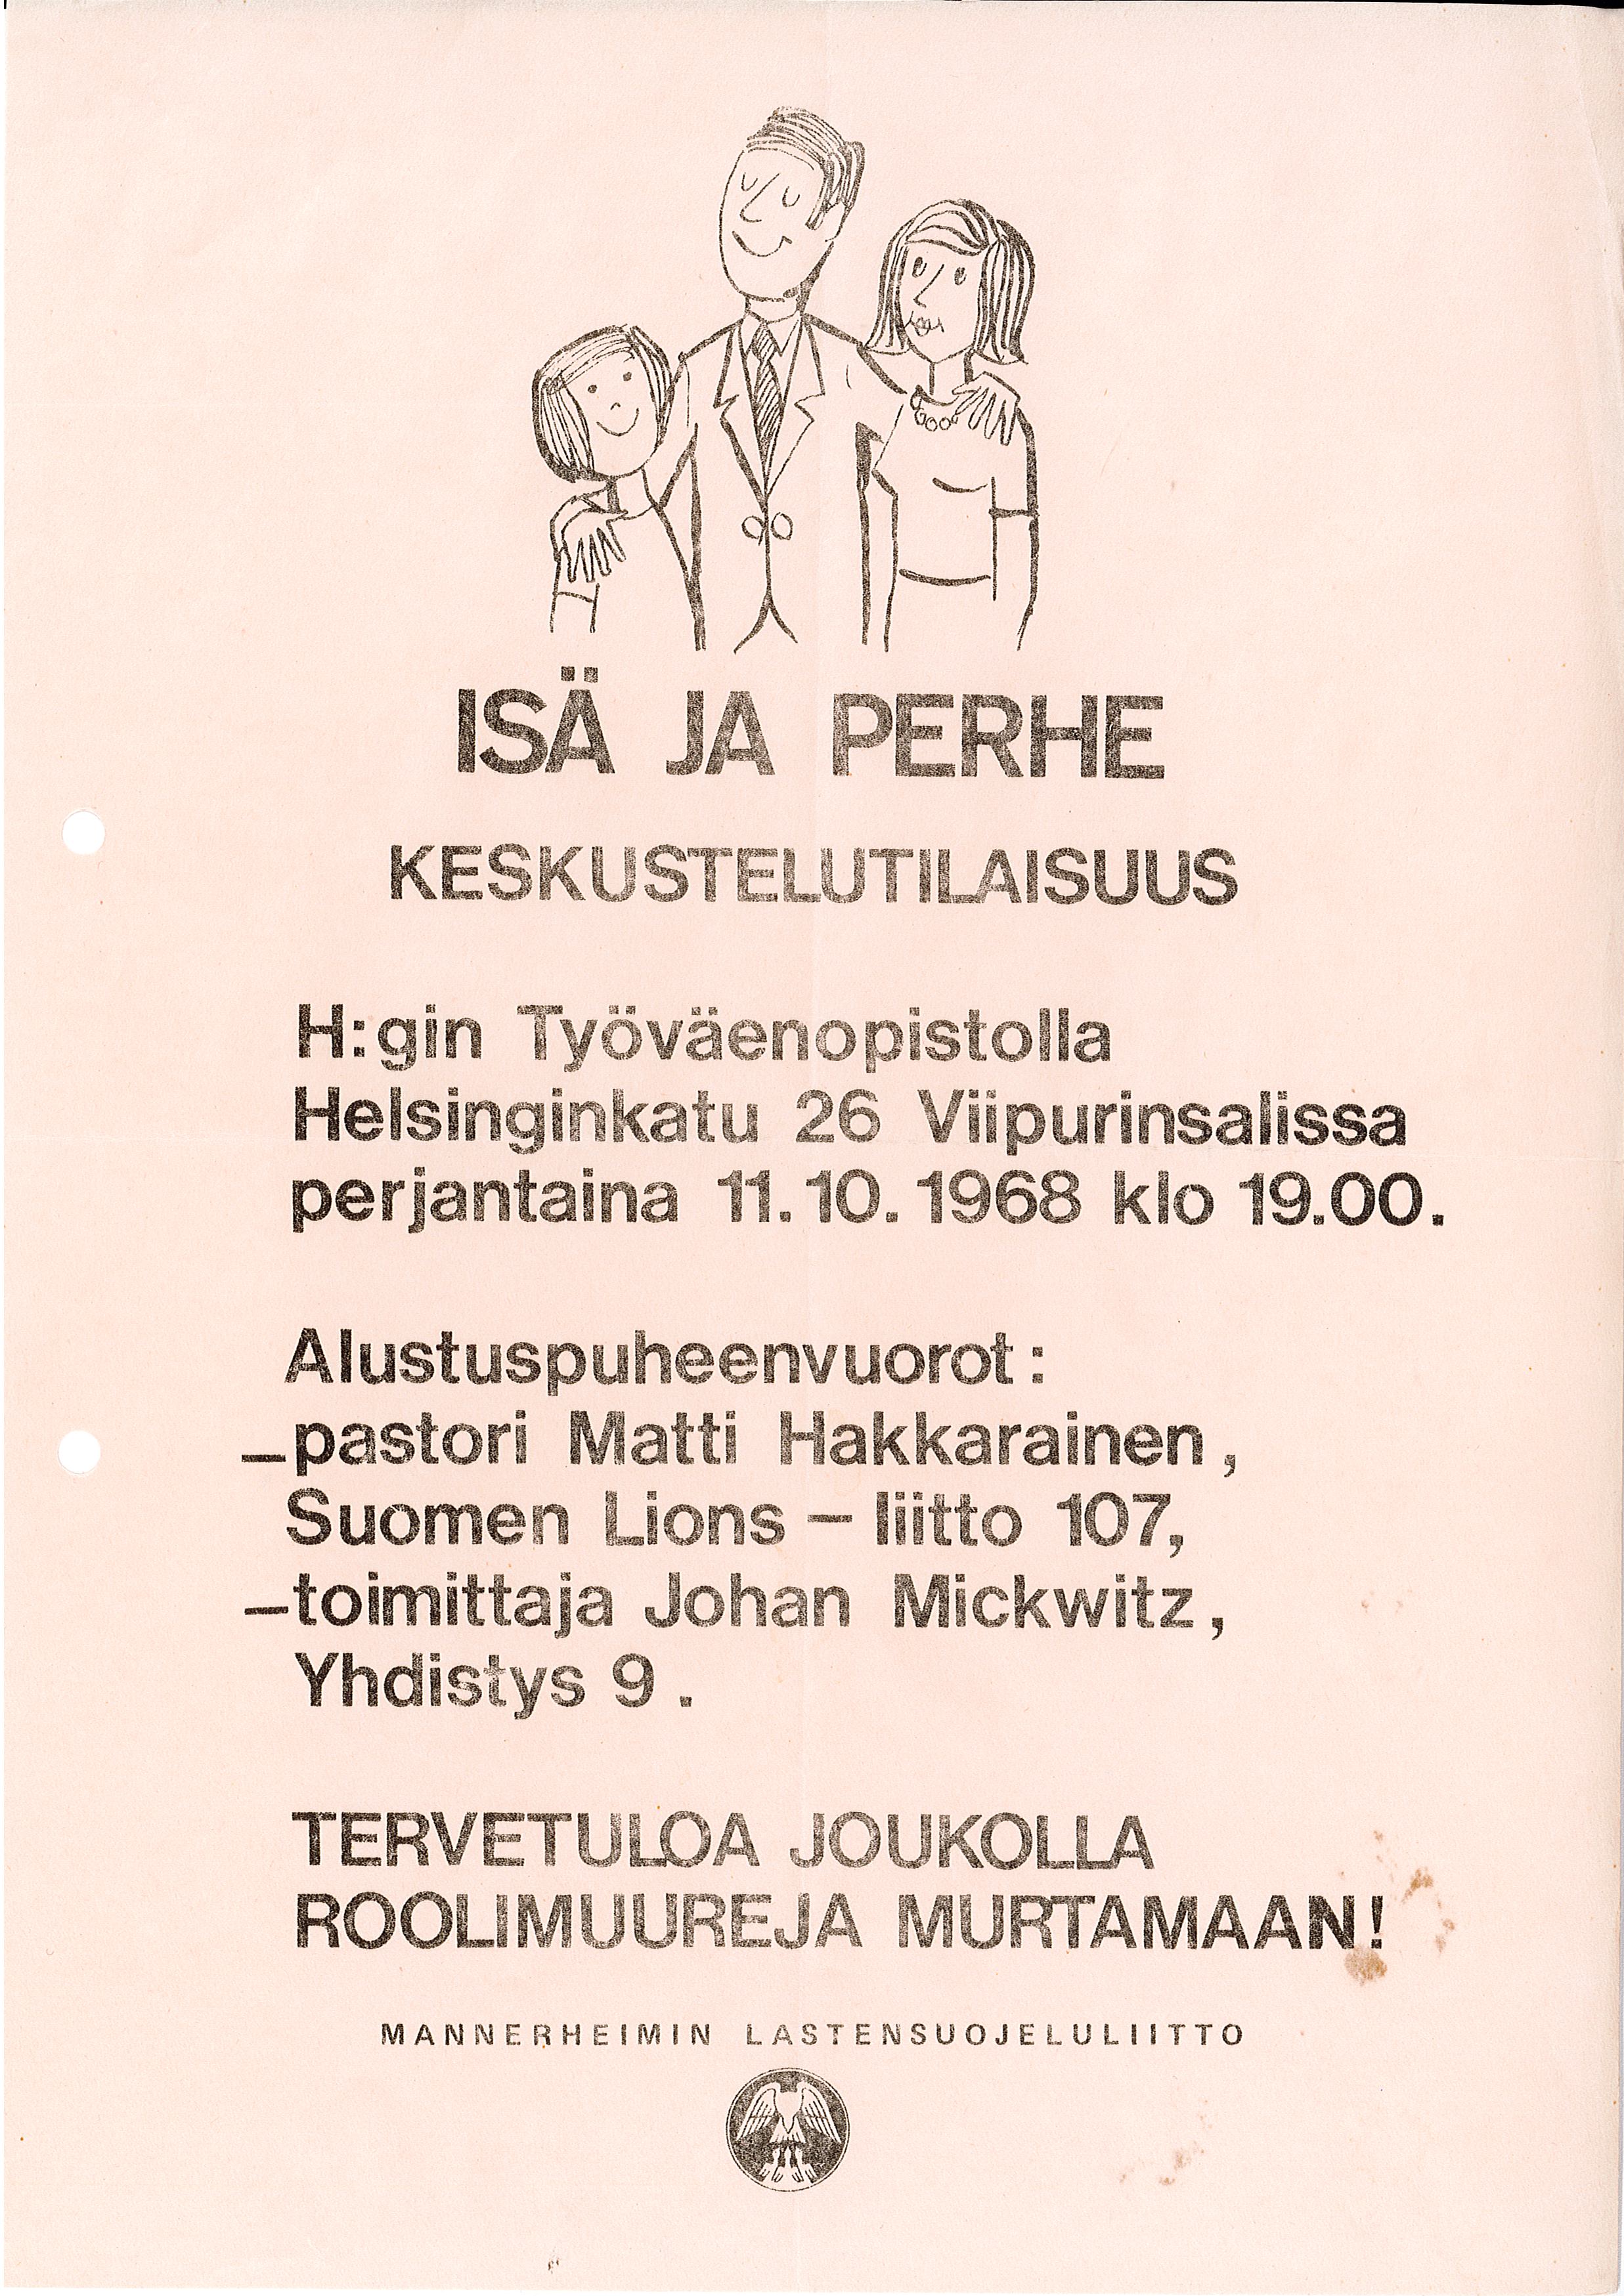 ISÄ JA PERHE
KESKUSTELUTILAISUUS
H:gin Työväenopistolla
Helsinginkatu 26 Viipurinsalissa
perjantaina 11.10.1968 klo 19.00.
Alustuspuheenvuorot:
–pastori Matti Hakkarainen,
Suomen Lions – liitto 107,
–toimittaja Johan Mickwitz,
Yhdistys 9.
TERVETULOA JOUKOLLA
ROOLIMUUREJA MURTAMAAN!
MANNERHEIMIN LASTENSUOJELULIITTO